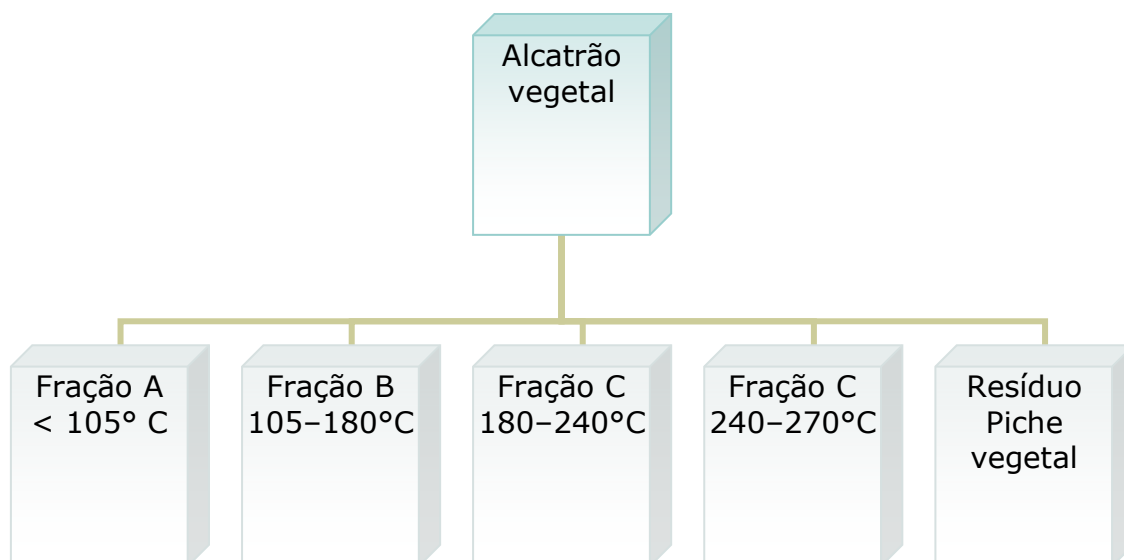 Alcatrão
vegetal
Fração A
< 105° C
Fração B
105–180°C
Fração C
180–240°C
Fração C
240–270°C
Resíduo
Piche
vegetal